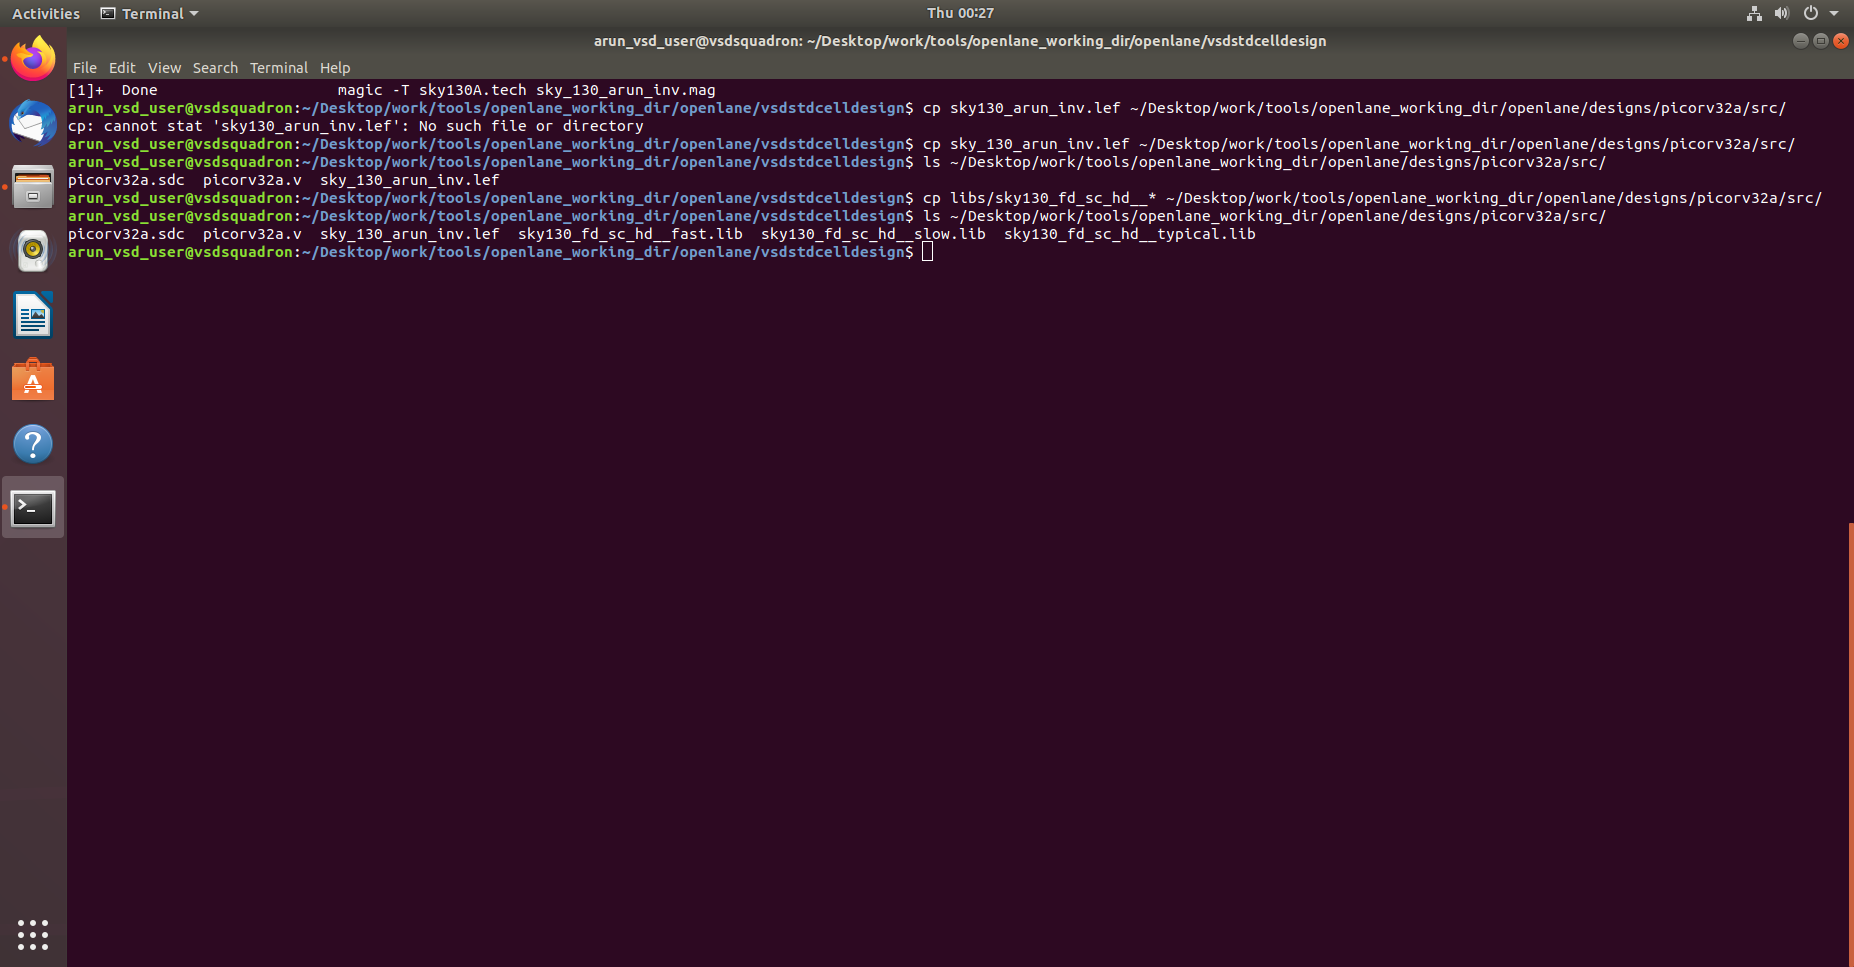 Activities Terminal Thu 00:27
arun_vsd_user@vsdsquadron: ~/Desktop/work/tools/openlane_working_dir/openlane/vsdstdcelldesign
File Edit View Search Terminal Help
[1]+  Done                    magic -T sky130A.tech sky_130_arun_inv.mag
arun_vsd_user@vsdsquadron:~/Desktop/work/tools/openlane_working_dir/openlane/vsdstdcelldesign$ cp sky130_arun_inv.lef ~/Desktop/work/tools/openlane_working_dir/openlane/designs/picorv32a/src/
cp: cannot stat 'sky130_arun_inv.lef': No such file or directory
arun_vsd_user@vsdsquadron:~/Desktop/work/tools/openlane_working_dir/openlane/vsdstdcelldesign$ cp sky_130_arun_inv.lef ~/Desktop/work/tools/openlane_working_dir/openlane/designs/picorv32a/src/
arun_vsd_user@vsdsquadron:~/Desktop/work/tools/openlane_working_dir/openlane/vsdstdcelldesign$ ls ~/Desktop/work/tools/openlane_working_dir/openlane/designs/picorv32a/src/
picorv32a.sdc  picorv32a.v  sky_130_arun_inv.lef
arun_vsd_user@vsdsquadron:~/Desktop/work/tools/openlane_working_dir/openlane/vsdstdcelldesign$ cp libs/sky130_fd_sc_hd__* ~/Desktop/work/tools/openlane_working_dir/openlane/designs/picorv32a/src/
arun_vsd_user@vsdsquadron:~/Desktop/work/tools/openlane_working_dir/openlane/vsdstdcelldesign$ ls ~/Desktop/work/tools/openlane_working_dir/openlane/designs/picorv32a/src/
picorv32a.sdc  picorv32a.v  sky_130_arun_inv.lef  sky130_fd_sc_hd__fast.lib  sky130_fd_sc_hd__slow.lib  sky130_fd_sc_hd__typical.lib
arun_vsd_user@vsdsquadron:~/Desktop/work/tools/openlane_working_dir/openlane/vsdstdcelldesign$